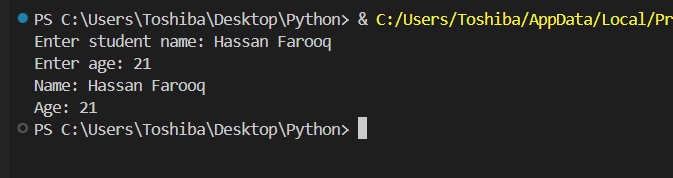 PS C:\Users\Toshiba\Desktop\Python> & C:/Users/Toshiba/AppData/Local/Pr
Enter student name: Hassan Farooq
Enter age: 21
Name: Hassan Farooq
Age: 21
PS C:\Users\Toshiba\Desktop\Python>